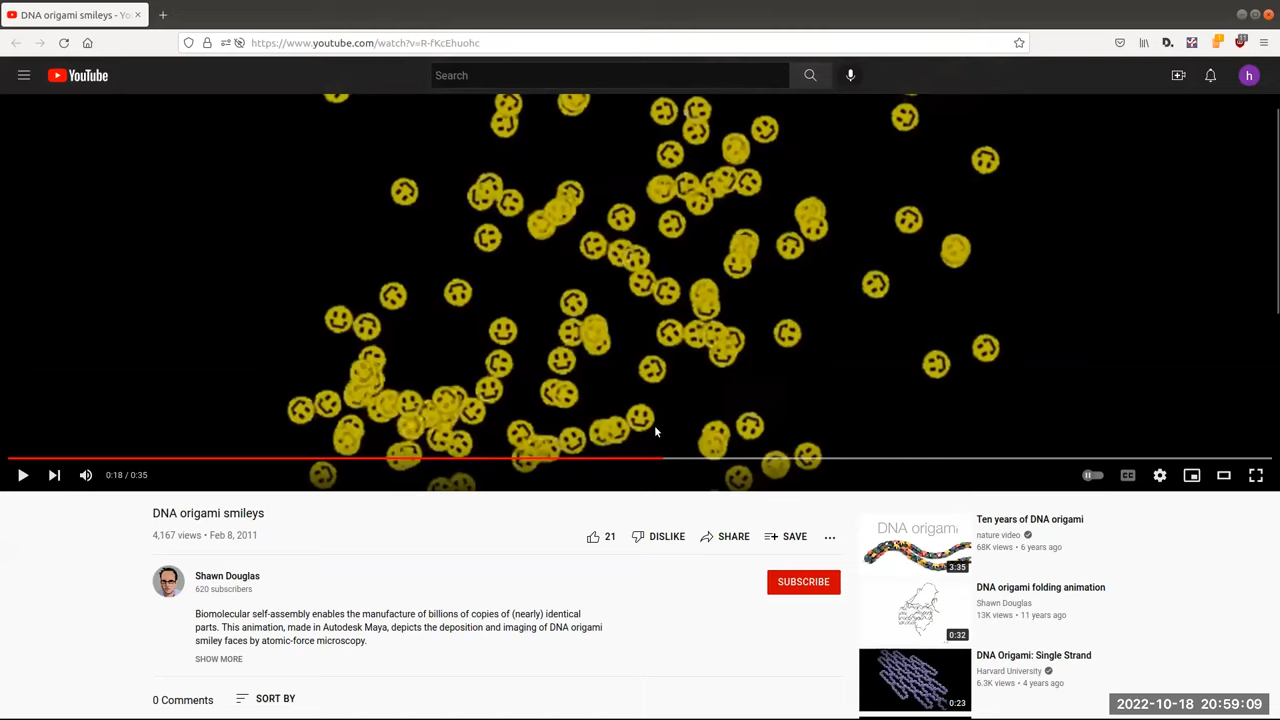 DNA origami smileys - Yo
https://www.youtube.com/watch?v=R-fKcEhuohc
YouTube
Search
h
0:18 / 0:35
DNA origami smileys
4,167 views • Feb 8, 2011
21 DISLIKE SHARE SAVE
Shawn Douglas
620 subscribers
SUBSCRIBE
Biomolecular self-assembly enables the manufacture of billions of copies of (nearly) identical
parts. This animation, made in Autodesk Maya, depicts the deposition and imaging of DNA origami
smiley faces by atomic-force microscopy.
SHOW MORE
0 Comments SORT BY
DNA origami
3:35
Ten years of DNA origami
nature video
68K views • 6 years ago
0:32
DNA origami folding animation
Shawn Douglas
13K views • 11 years ago
0:23
DNA Origami: Single Strand
Harvard University
6.3K views • 4 years ago
2022-10-18 20:59:09